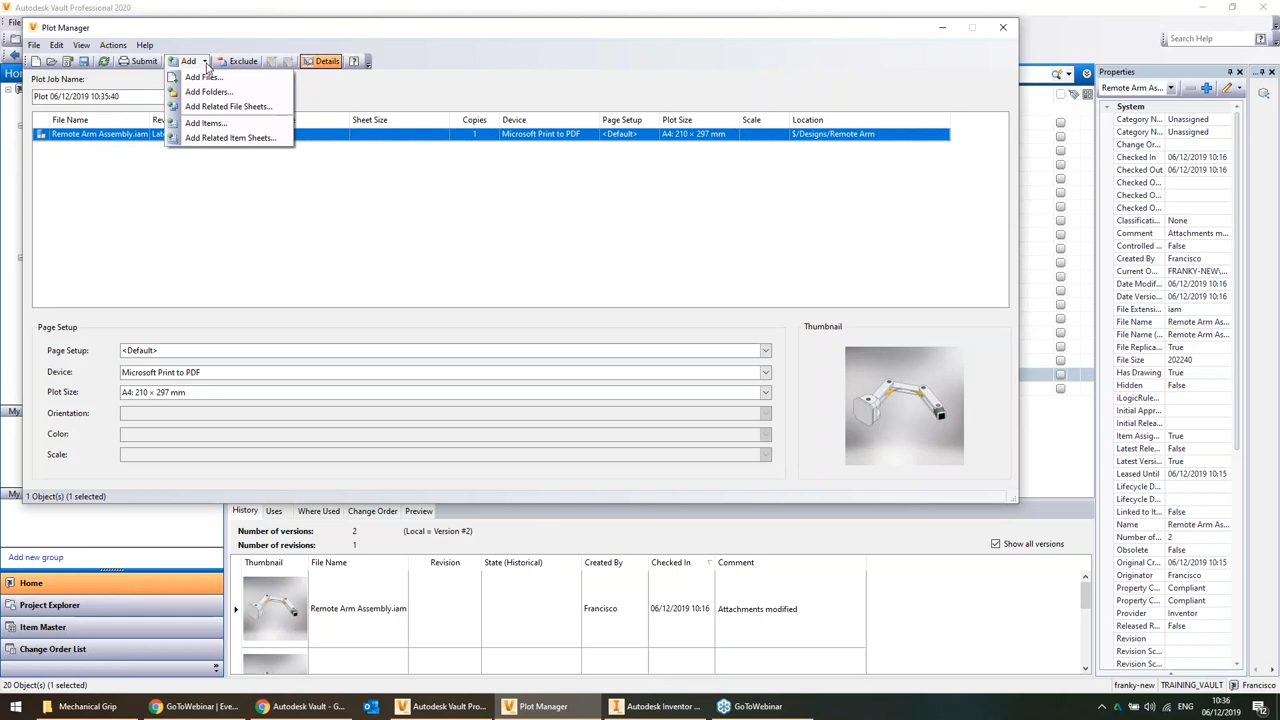 Autodesk Vault Professional 2020
Plot Manager
File Edit View Actions Help
Search Help
Submit Add Exclude Details
Properties
Add Files...
Plot Job Name:
Add Folders...
Remote Arm As...
Plot 06/12/2019 10:35:40
Add Related File Sheets...
System
Add Items...
File Name Sheet Size Copies Device Page Setup Plot Size Scale Location
Remote Arm Assembly.iam 1 Microsoft Print to PDF <Default> A4: 210 × 297 mm $/Designs/Remote Arm
Add Related Item Sheets...
Category N... Unassigned
Category N... Unassigned
Change Or...
Checked In 06/12/2019 10:16
Checked Out 06/12/2019 10:16
Checked O...
Checked O...
Checked O...
Classificati... None
Comment Attachments m...
Controlled ... False
Created By Francisco
Current O... FRANKY-NEW\...
Date Modif... 06/12/2019 10:16
Date Versio... 06/12/2019 10:16
File Extensi... iam
File Name Remote Arm As...
File Name (... Remote Arm As...
File Replica... True
File Size 202240
Has Drawing True
Hidden False
iLogicRule...
Initial Appr...
Initial Relea...
Item Assig... True
Latest Rele... False
Latest Versi... True
Leased Until 06/12/2019 10:15
Lifecycle D...
Lifecycle D...
Linked to It... False
Name Remote Arm As...
Number of... 2
Obsolete False
Original Cr... 06/12/2019 10:15
Originator Francisco
Property C... Compliant
Property C... Compliant
Provider Inventor
Released R... False
Revision
Revision Sc...
Revision Sc...
Page Setup
Thumbnail
Page Setup: <Default>
Device: Microsoft Print to PDF
Plot Size: A4: 210 × 297 mm
Orientation:
Color:
Scale:
1 Object(s) (1 selected)
My
My
History Uses Where Used Change Order Preview
Number of versions: 2 (Local = Version #2)
Number of revisions: 1
Show all versions
Thumbnail File Name Revision State (Historical) Created By Checked In Comment
Remote Arm Assembly.iam Francisco 06/12/2019 10:16 Attachments modified
Add new group
Home
Project Explorer
Item Master
Change Order List
20 Object(s) (1 selected)
franky-new TRAINING_VAULT Francisco
Mechanical Grip
GoToWebinar | Eve...
Autodesk Vault - G...
Autodesk Vault Pro...
Plot Manager
Autodesk Inventor ...
GoToWebinar
10:36
06/12/2019